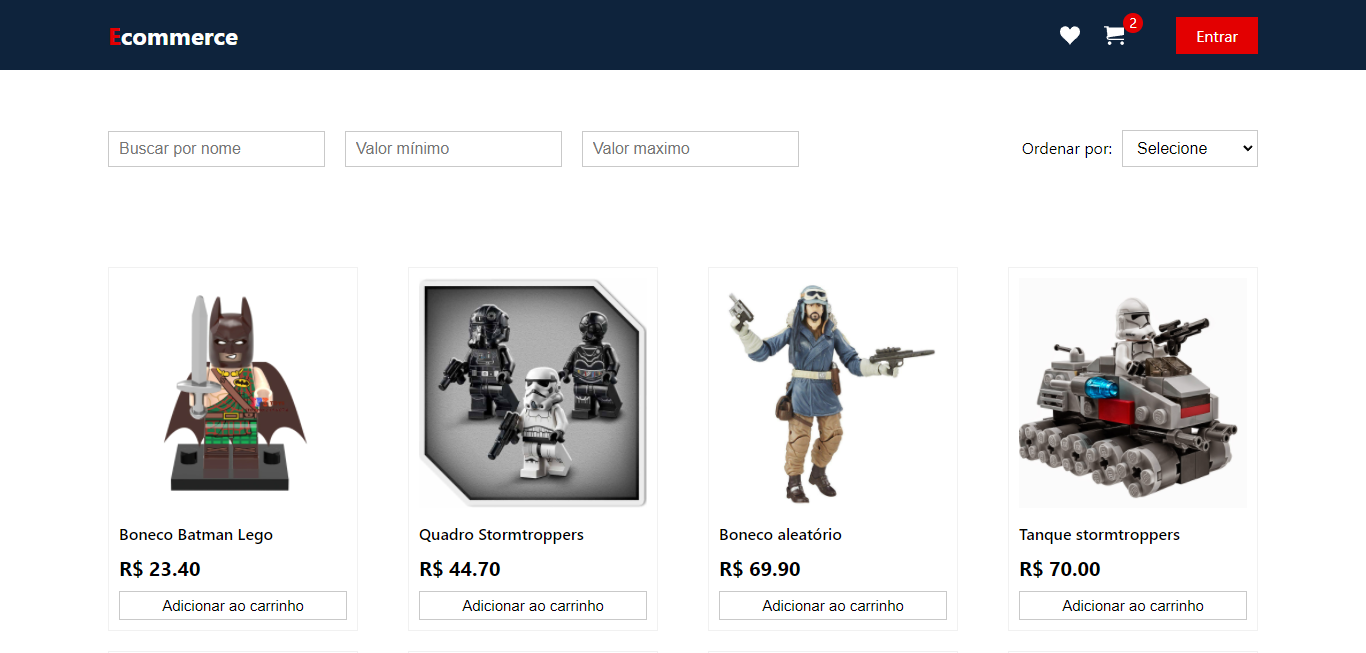 Ecommerce
2
Entrar
Buscar por nome
Valor mínimo
Valor maximo
Ordenar por:
Selecione
Boneco Batman Lego
R$ 23.40
Adicionar ao carrinho
Quadro Stormtroppers
R$ 44.70
Adicionar ao carrinho
Boneco aleatório
R$ 69.90
Adicionar ao carrinho
Tanque stormtroppers
R$ 70.00
Adicionar ao carrinho